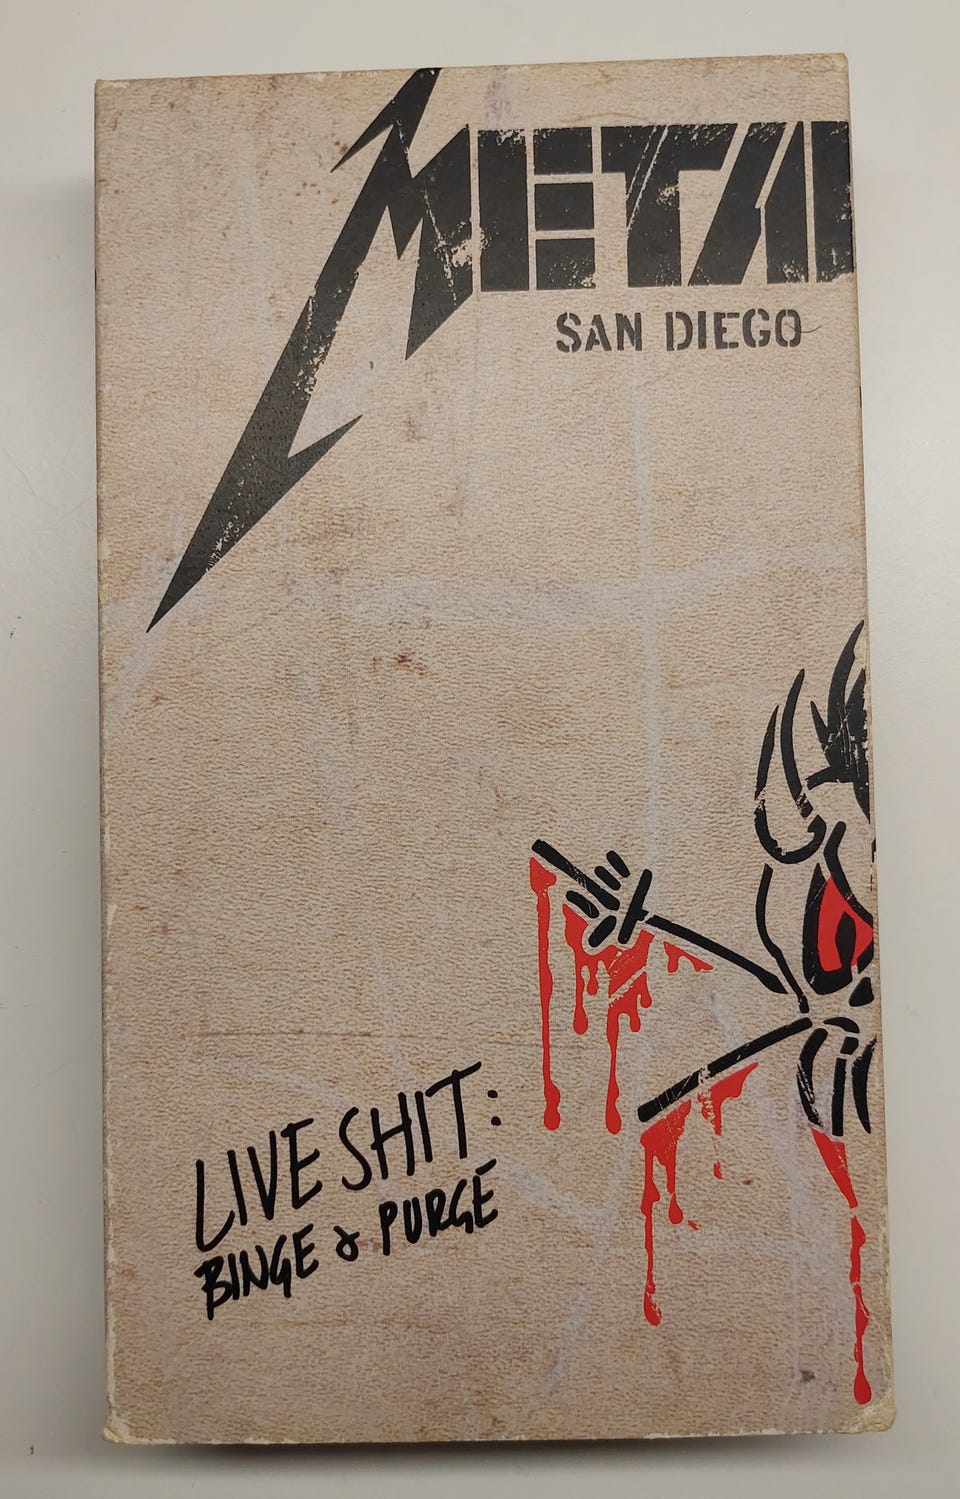 METAL
SAN DIEGO
LIVE SHIT:
BINGE & PURGE